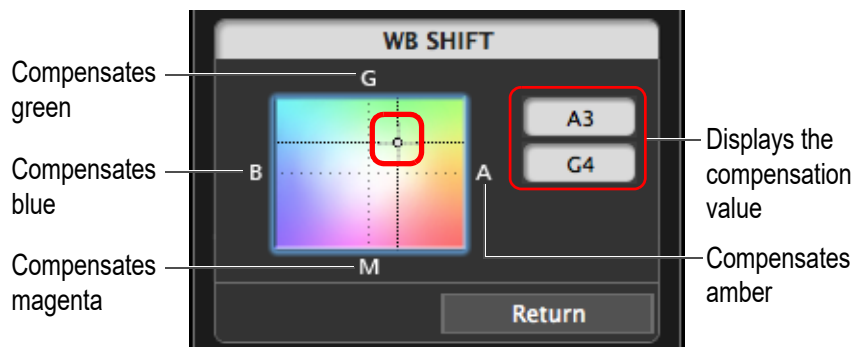 WB SHIFT
Compensates
green
G
A3
G4
Displays the
compensation
value
Compensates
blue
B
A
Compensates
magenta
M
Compensates
amber
Return